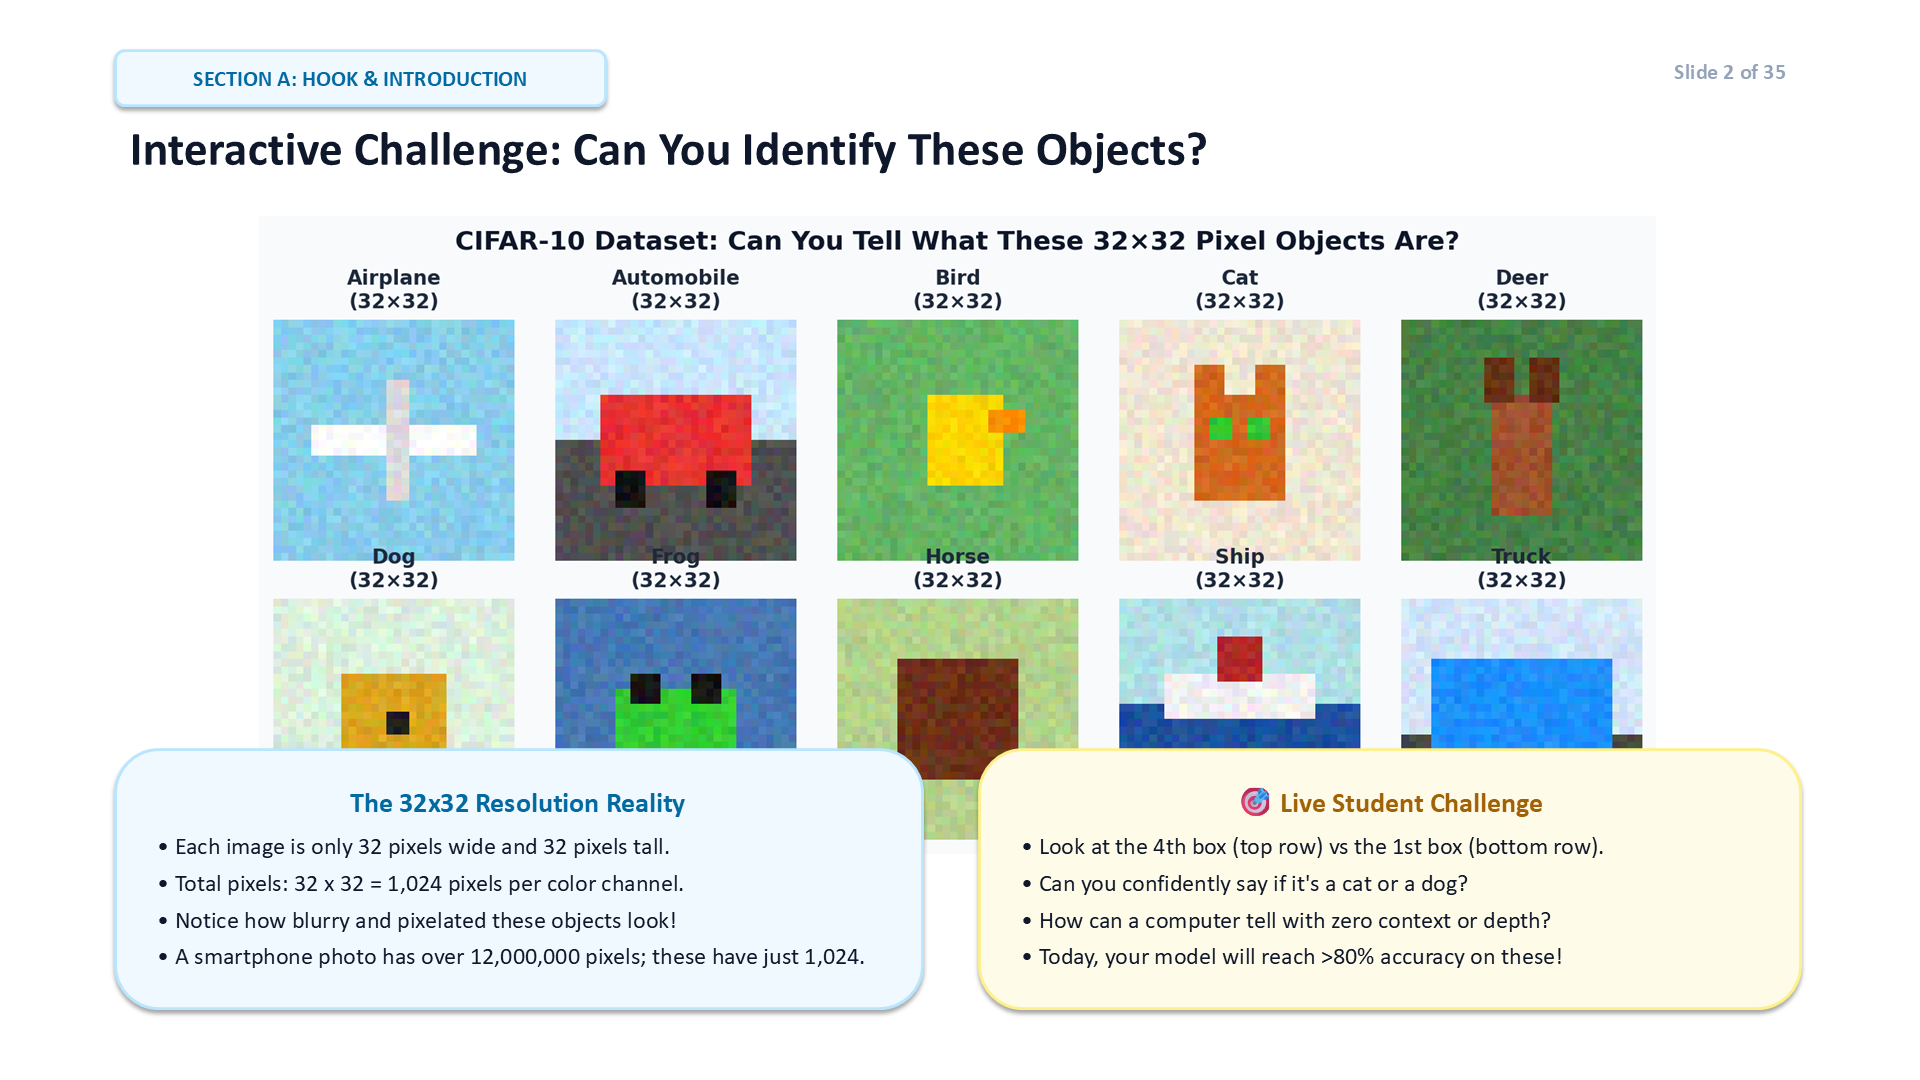 SECTION A: HOOK & INTRODUCTION
Slide 2 of 35
Interactive Challenge: Can You Identify These Objects?
CIFAR-10 Dataset: Can You Tell What These 32×32 Pixel Objects Are?
Airplane
(32×32)
Automobile
(32×32)
Bird
(32×32)
Cat
(32×32)
Deer
(32×32)
Dog
(32×32)
Frog
(32×32)
Horse
(32×32)
Ship
(32×32)
Truck
(32×32)
The 32x32 Resolution Reality
• Each image is only 32 pixels wide and 32 pixels tall.
• Total pixels: 32 x 32 = 1,024 pixels per color channel.
• Notice how blurry and pixelated these objects look!
• A smartphone photo has over 12,000,000 pixels; these have just 1,024.
🎯 Live Student Challenge
• Look at the 4th box (top row) vs the 1st box (bottom row).
• Can you confidently say if it's a cat or a dog?
• How can a computer tell with zero context or depth?
• Today, your model will reach >80% accuracy on these!